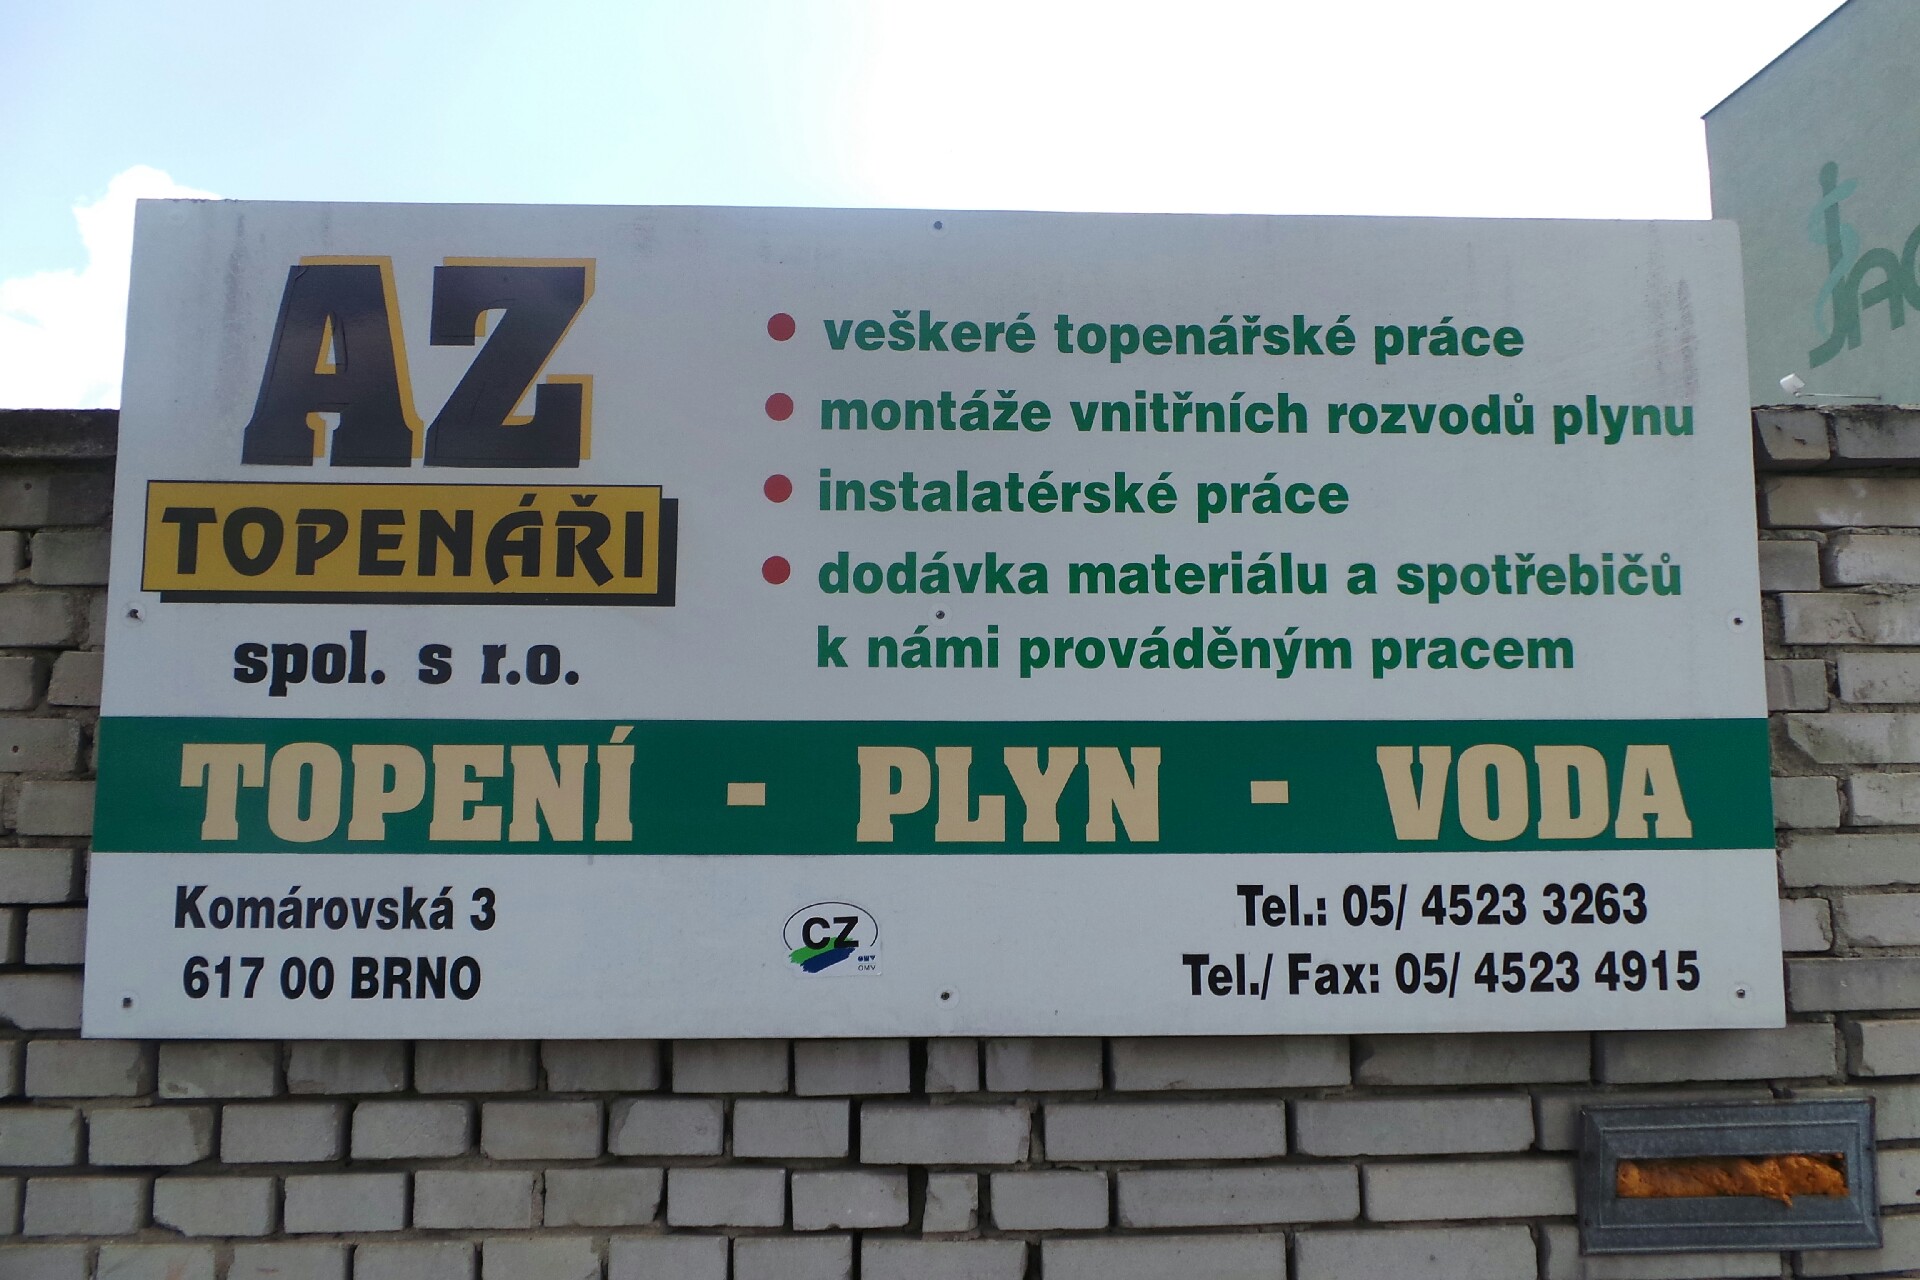 AZ
TOPENÁŘI
spol. s r.o.
• veškeré topenářské práce
• montáže vnitřních rozvodů plynu
• instalatérské práce
• dodávka materiálu a spotřebičů
k námi prováděným pracem
TOPENÍ - PLYN - VODA
Komárovská 3
617 00 BRNO
CZ
OMV
Tel.: 05/ 4523 3263
Tel./ Fax: 05/ 4523 4915